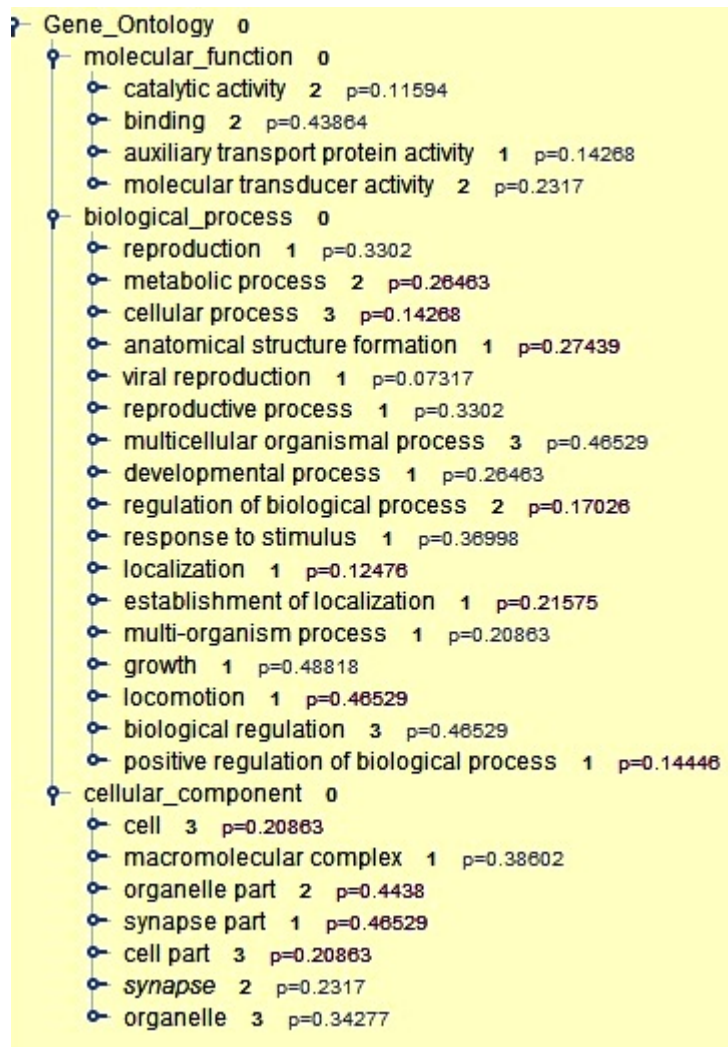 Gene_Ontology 0
molecular_function 0
catalytic activity 2 p=0.11594
binding 2 p=0.43864
auxiliary transport protein activity 1 p=0.14268
molecular transducer activity 2 p=0.2317
biological_process 0
reproduction 1 p=0.3302
metabolic process 2 p=0.26463
cellular process 3 p=0.14268
anatomical structure formation 1 p=0.27439
viral reproduction 1 p=0.07317
reproductive process 1 p=0.3302
multicellular organismal process 3 p=0.46529
developmental process 1 p=0.26463
regulation of biological process 2 p=0.17026
response to stimulus 1 p=0.36998
localization 1 p=0.12476
establishment of localization 1 p=0.21575
multi-organism process 1 p=0.20863
growth 1 p=0.48818
locomotion 1 p=0.46529
biological regulation 3 p=0.46529
positive regulation of biological process 1 p=0.14446
cellular_component 0
cell 3 p=0.20863
macromolecular complex 1 p=0.38602
organelle part 2 p=0.4438
synapse part 1 p=0.46529
cell part 3 p=0.20863
synapse 2 p=0.2317
organelle 3 p=0.34277